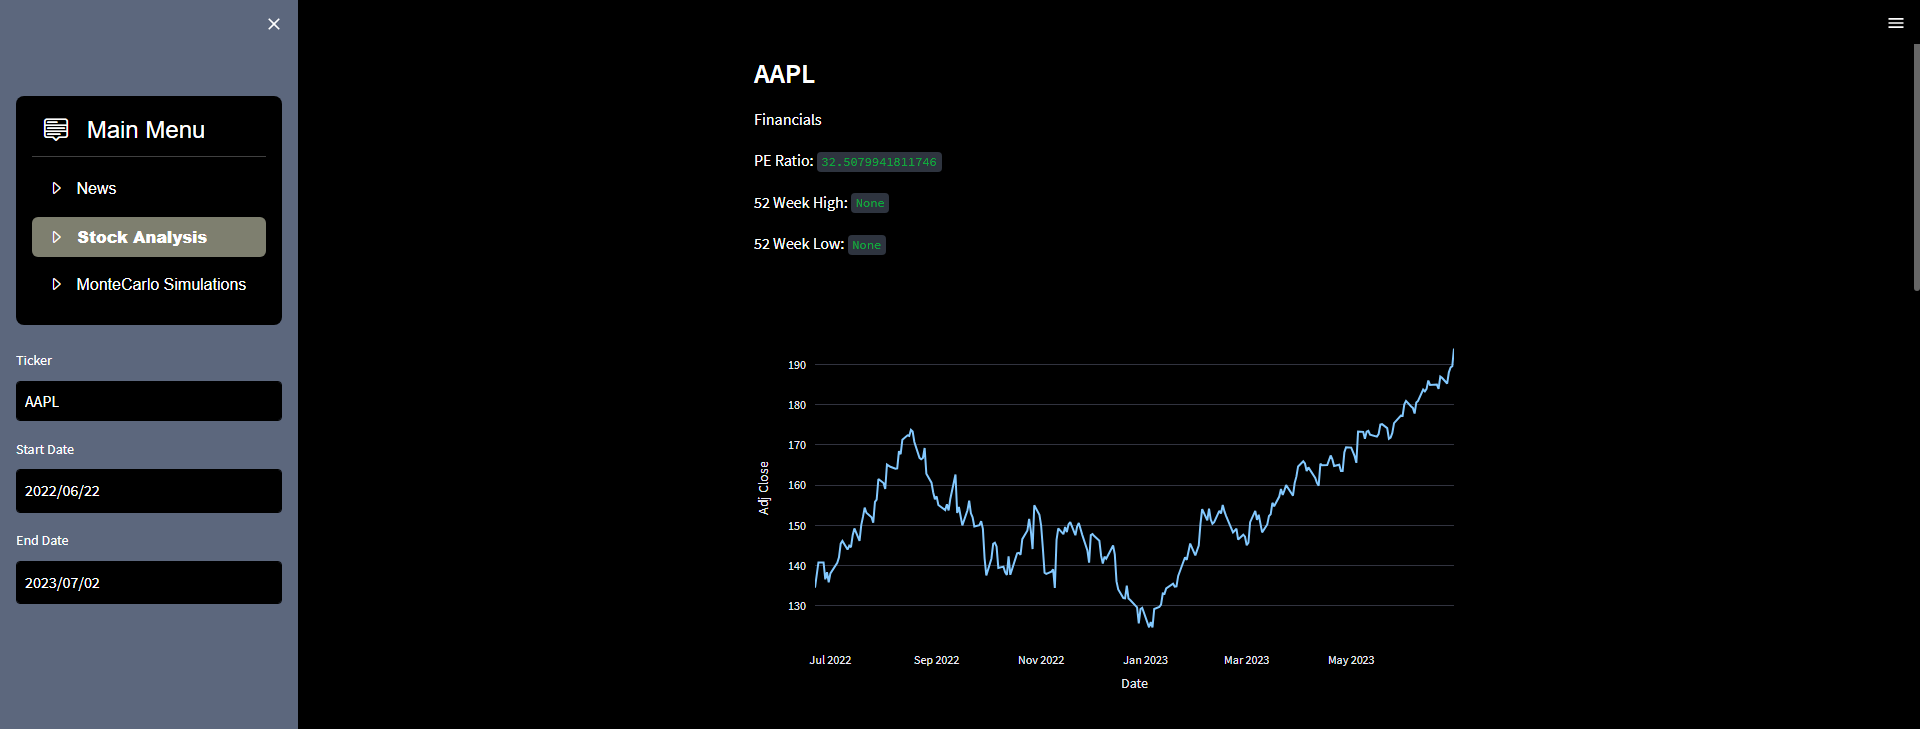 Main Menu
News
Stock Analysis
MonteCarlo Simulations
Ticker
AAPL
Start Date
2022/06/22
End Date
2023/07/02
AAPL
Financials
PE Ratio: 32.5079941811746
52 Week High: None
52 Week Low: None
190
180
170
160
150
140
130
Adj Close
Jul 2022 Sep 2022 Nov 2022 Jan 2023 Mar 2023 May 2023
Date